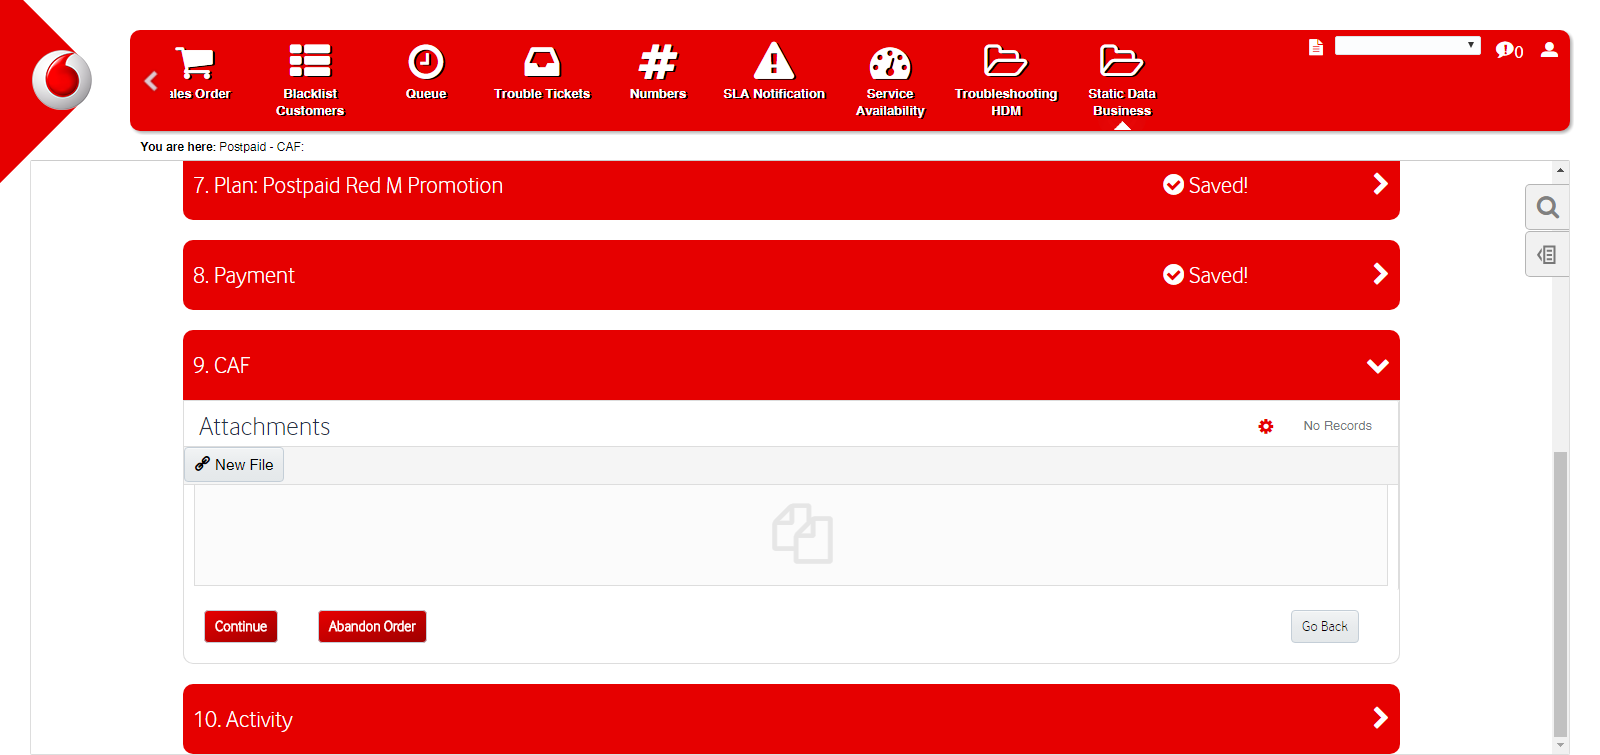 ales Order
Blacklist
Customers
Queue
Trouble Tickets
Numbers
SLA Notification
Service
Availability
Troubleshooting
HDM
Static Data
Business
0
You are here: Postpaid - CAF:
7. Plan: Postpaid Red M Promotion
Saved!
8. Payment
Saved!
9. CAF
Attachments
No Records
New File
Continue
Abandon Order
Go Back
10. Activity